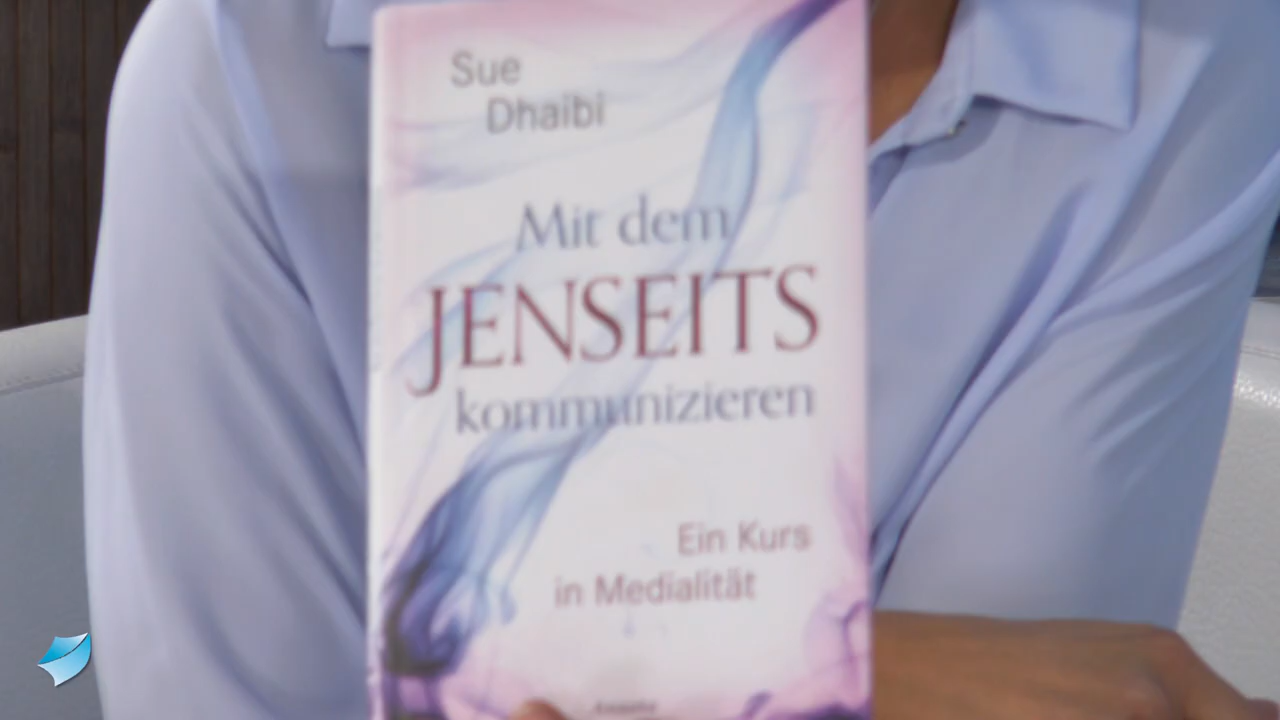 Sue
Dhaibi
Mit dem
JENSEITS
kommunizieren
Ein Kurs
in Medialität